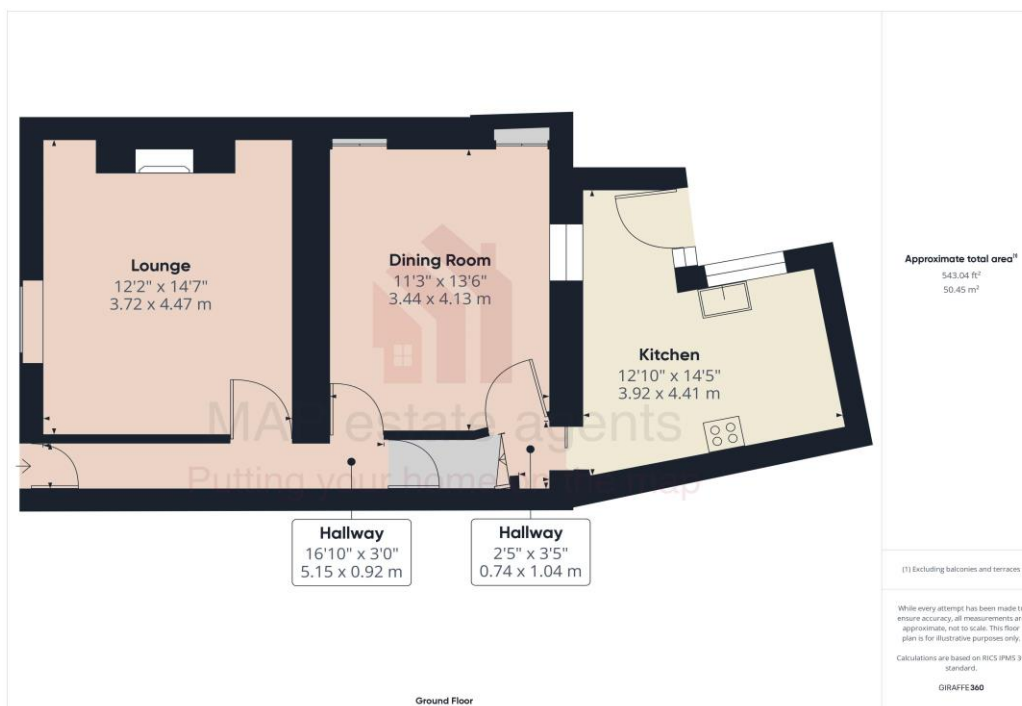 Lounge
12'2" x 14'7"
3.72 x 4.47 m
Dining Room
11'3" x 13'6"
3.44 x 4.13 m
Kitchen
12'10" x 14'5"
3.92 x 4.41 m
MAP estate agents
Putting your home on the map
Hallway
16'10" x 3'0"
5.15 x 0.92 m
Hallway
2'5" x 3'5"
0.74 x 1.04 m
Ground Floor
Approximate total area
543.04 ft²
50.45 m²
(1) Excluding balconies and terraces
While every attempt has been made t
ensure accuracy, all measurements ar
approximate, not to scale. This floor
plan is for illustrative purposes only.
Calculations are based on RICS IPMS 3
standard.
GIRAFFE360